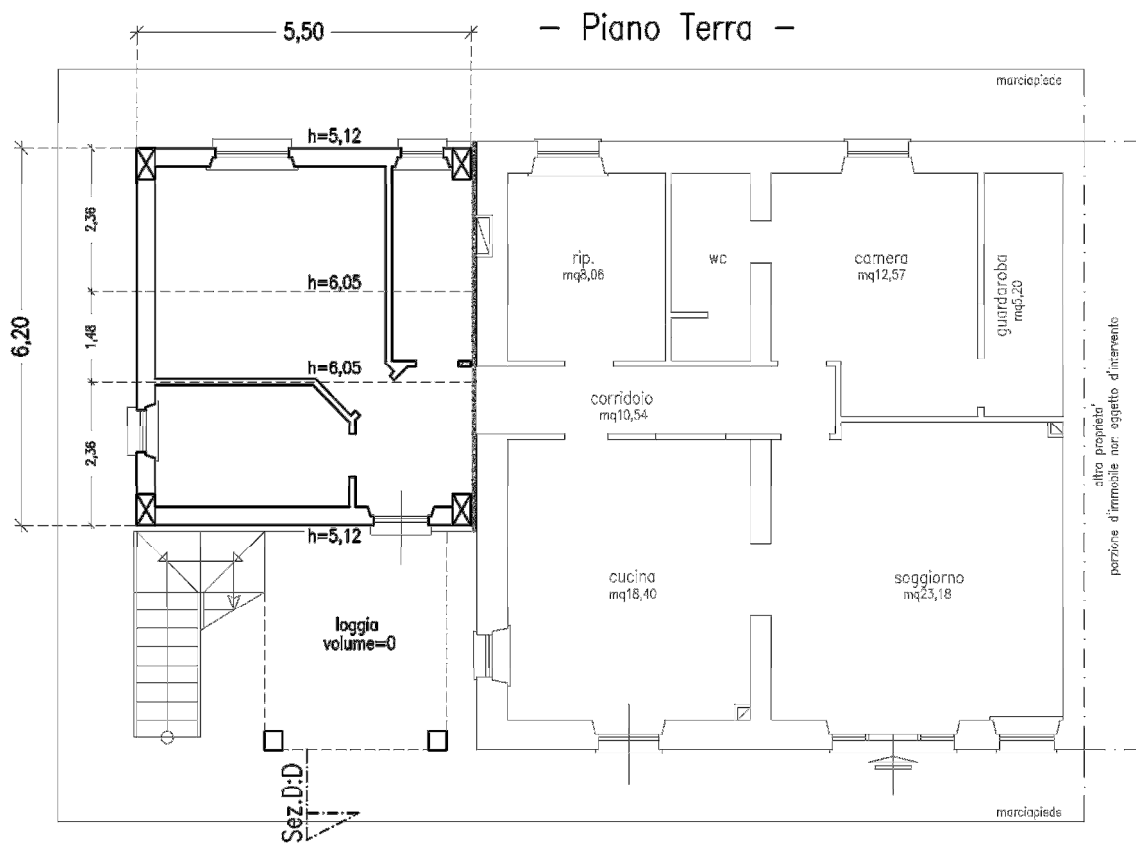 – Piano Terra –
5,50
marciapiede
h=5,12
2,36
rip.
mq8,06
wc
camera
mq12,57
guardaroba
mq5,20
h=6,05
6,20
1,48
h=6,05
corridoio
mq10,54
2,36
altra proprieta'
porzione d'immobile non oggetto d'intervento
h=5,12
cucina
mq18,40
soggiorno
mq23,18
loggia
volume=0
Sez.D:D
marciapiede